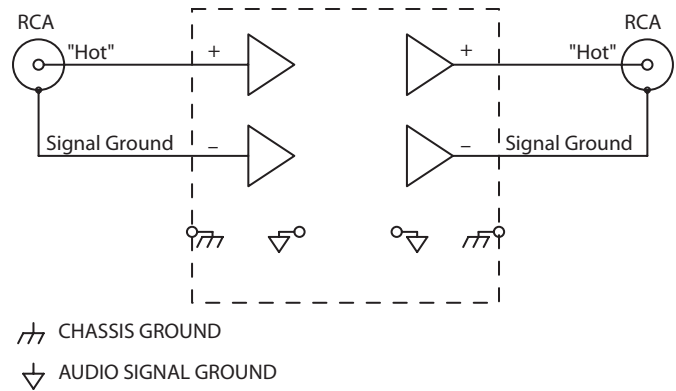 RCA RCA
"Hot" + + "Hot"
Signal Ground – – Signal Ground
CHASSIS GROUND
AUDIO SIGNAL GROUND